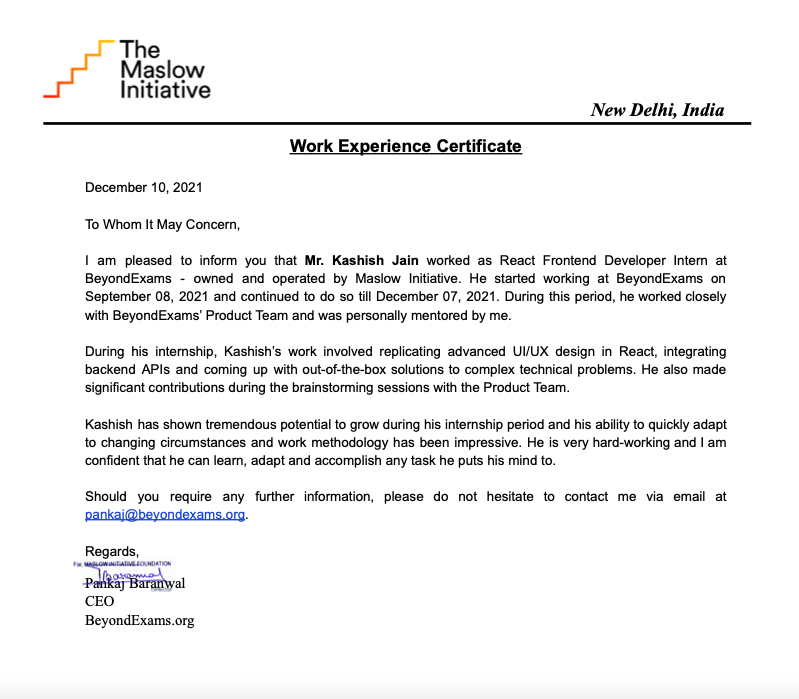 The
Maslow
Initiative
New Delhi, India
Work Experience Certificate
December 10, 2021
To Whom It May Concern,
I am pleased to inform you that Mr. Kashish Jain worked as React Frontend Developer Intern at
BeyondExams - owned and operated by Maslow Initiative. He started working at BeyondExams on
September 08, 2021 and continued to do so till December 07, 2021. During this period, he worked closely
with BeyondExams' Product Team and was personally mentored by me.
During his internship, Kashish's work involved replicating advanced UI/UX design in React, integrating
backend APIs and coming up with out-of-the-box solutions to complex technical problems. He also made
significant contributions during the brainstorming sessions with the Product Team.
Kashish has shown tremendous potential to grow during his internship period and his ability to quickly adapt
to changing circumstances and work methodology has been impressive. He is very hard-working and I am
confident that he can learn, adapt and accomplish any task he puts his mind to.
Should you require any further information, please do not hesitate to contact me via email at
pankaj@beyondexams.org.
Regards,
For, MASLOW INITIATIVE FOUNDATION
Pankaj Baranwal
CEO
BeyondExams.org